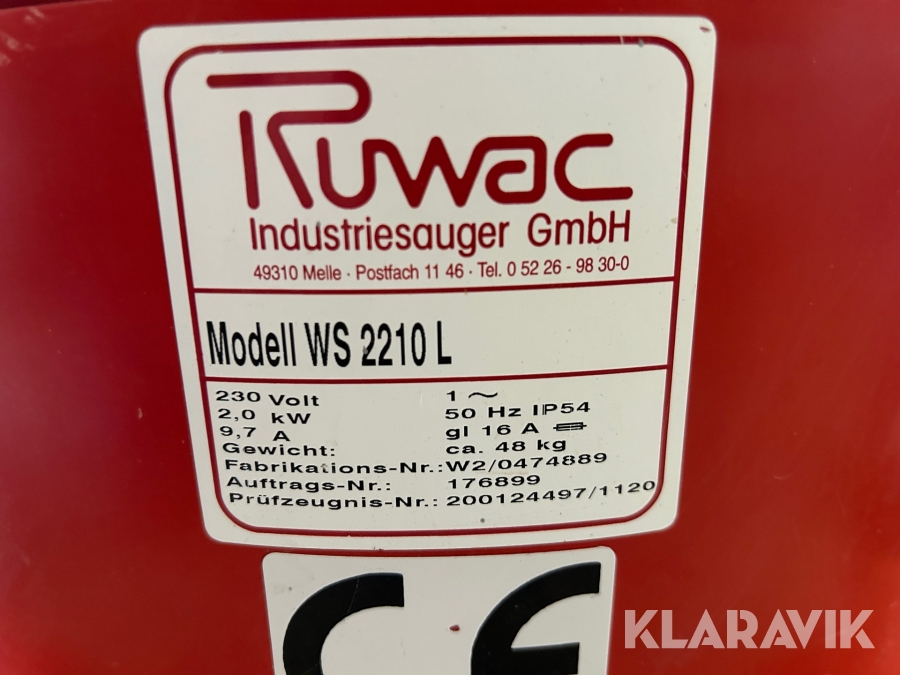 Ruwac
Industriesauger GmbH
49310 Melle · Postfach 11 46 · Tel. 0 52 26 - 98 30-0
Modell WS 2210 L
230 Volt 1 ~
2,0 kW 50 Hz IP54
9,7 A gl 16 A
Gewicht: ca. 48 kg
Fabrikations-Nr.: W2/0474889
Auftrags-Nr.: 176899
Prüfzeugnis-Nr.: 200124497/1120
CE
KLARAVIK